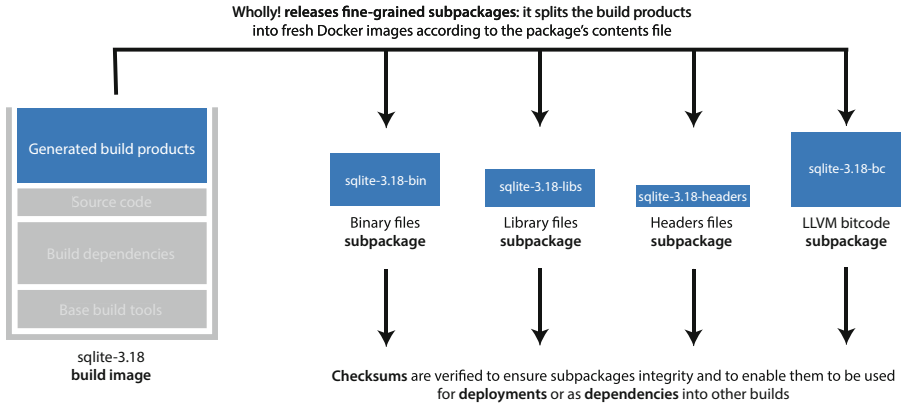 Wholly! releases fine-grained subpackages: it splits the build products
into fresh Docker images according to the package's contents file
Generated build products
Source code
Build dependencies
Base build tools
sqlite-3.18
build image
sqlite-3.18-bin
Binary files
subpackage
sqlite-3.18-libs
Library files
subpackage
sqlite-3.18-headers
Headers files
subpackage
sqlite-3.18-bc
LLVM bitcode
subpackage
Checksums are verified to ensure subpackages integrity and to enable them to be used
for deployments or as dependencies into other builds